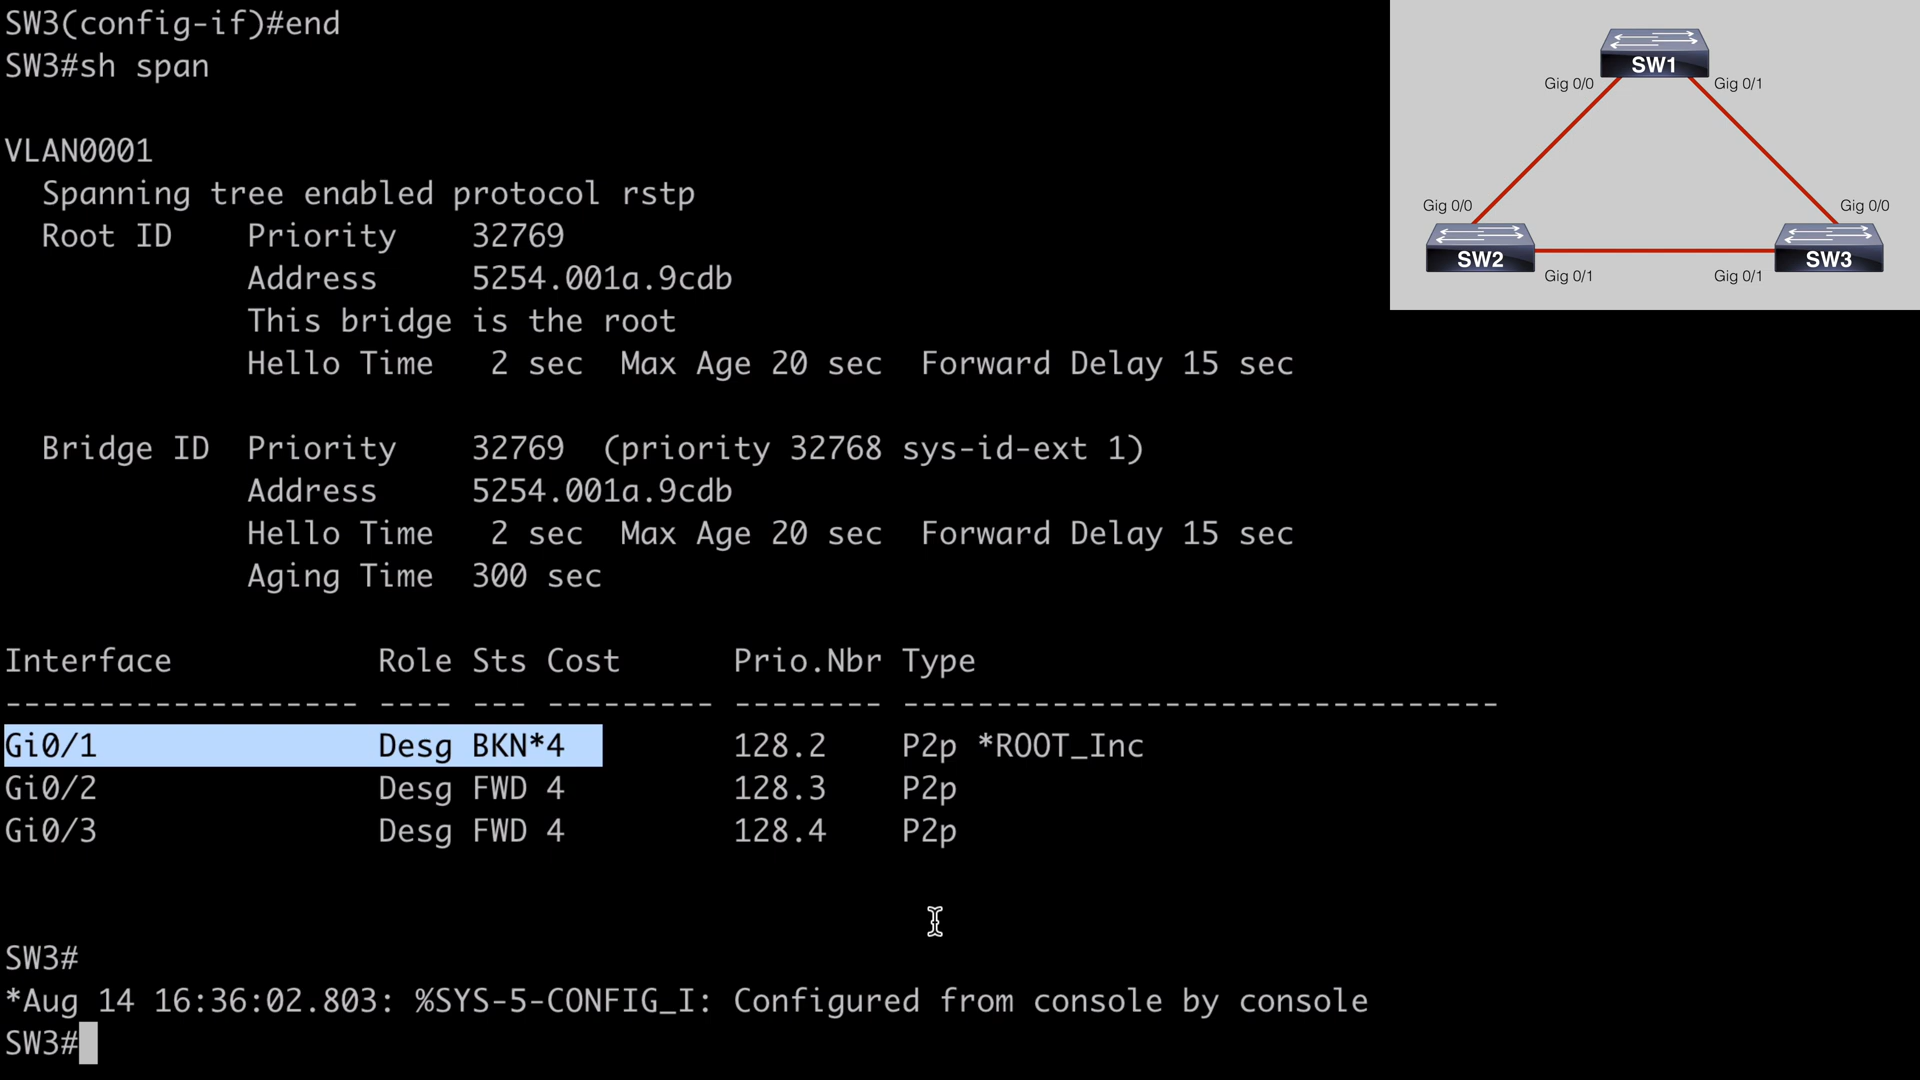 SW3(config-if)#end
SW3#sh span
VLAN0001
Spanning tree enabled protocol rstp
Root ID Priority 32769
Address 5254.001a.9cdb
This bridge is the root
Hello Time 2 sec Max Age 20 sec Forward Delay 15 sec
Bridge ID Priority 32769 (priority 32768 sys-id-ext 1)
Address 5254.001a.9cdb
Hello Time 2 sec Max Age 20 sec Forward Delay 15 sec
Aging Time 300 sec
Interface Role Sts Cost Prio.Nbr Type
------------------- ---- --- --------- -------- --------------------------------
Gi0/1 Desg BKN*4 128.2 P2p *ROOT_Inc
Gi0/2 Desg FWD 4 128.3 P2p
Gi0/3 Desg FWD 4 128.4 P2p
SW3#
*Aug 14 16:36:02.803: %SYS-5-CONFIG_I: Configured from console by console
SW3#
SW1
Gig 0/0 Gig 0/1
Gig 0/0 Gig 0/0
SW2 SW3
Gig 0/1 Gig 0/1